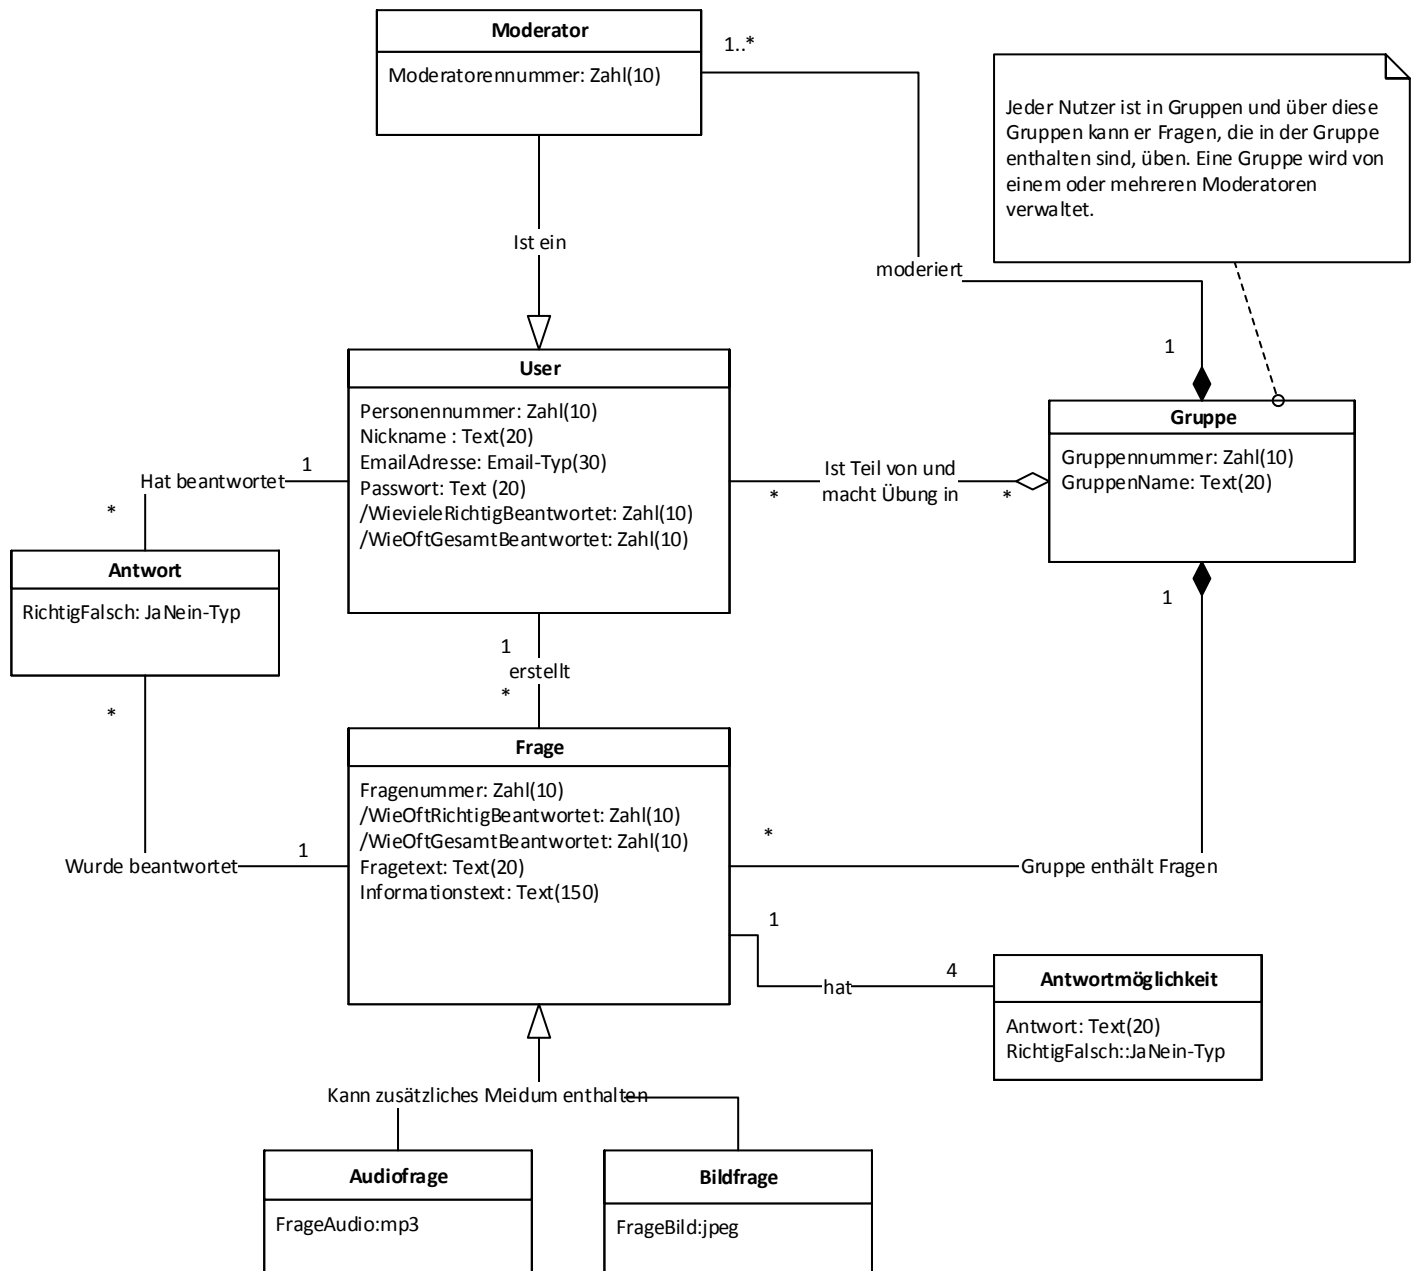 Moderator
Moderatorennummer: Zahl(10)
1..*
Jeder Nutzer ist in Gruppen und über diese
Gruppen kann er Fragen, die in der Gruppe
enthalten sind, üben. Eine Gruppe wird von
einem oder mehreren Moderatoren
verwaltet.
Ist ein
moderiert
1
User
Personennummer: Zahl(10)
Nickname : Text(20)
EmailAdresse: Email-Typ(30)
Passwort: Text (20)
/WievieleRichtigBeantwortet: Zahl(10)
/WieOftGesamtBeantwortet: Zahl(10)
Gruppe
Gruppennummer: Zahl(10)
GruppenName: Text(20)
Hat beantwortet
1
*
Ist Teil von und
macht Übung in
*
*
Antwort
RichtigFalsch: JaNein-Typ
1
1
erstellt
*
*
Frage
Fragenummer: Zahl(10)
/WieOftRichtigBeantwortet: Zahl(10)
/WieOftGesamtBeantwortet: Zahl(10)
Fragetext: Text(20)
Informationstext: Text(150)
*
Wurde beantwortet
1
Gruppe enthält Fragen
1
hat
4
Antwortmöglichkeit
Antwort: Text(20)
RichtigFalsch::JaNein-Typ
Kann zusätzliches Meidum enthalten
Audiofrage
FrageAudio:mp3
Bildfrage
FrageBild:jpeg